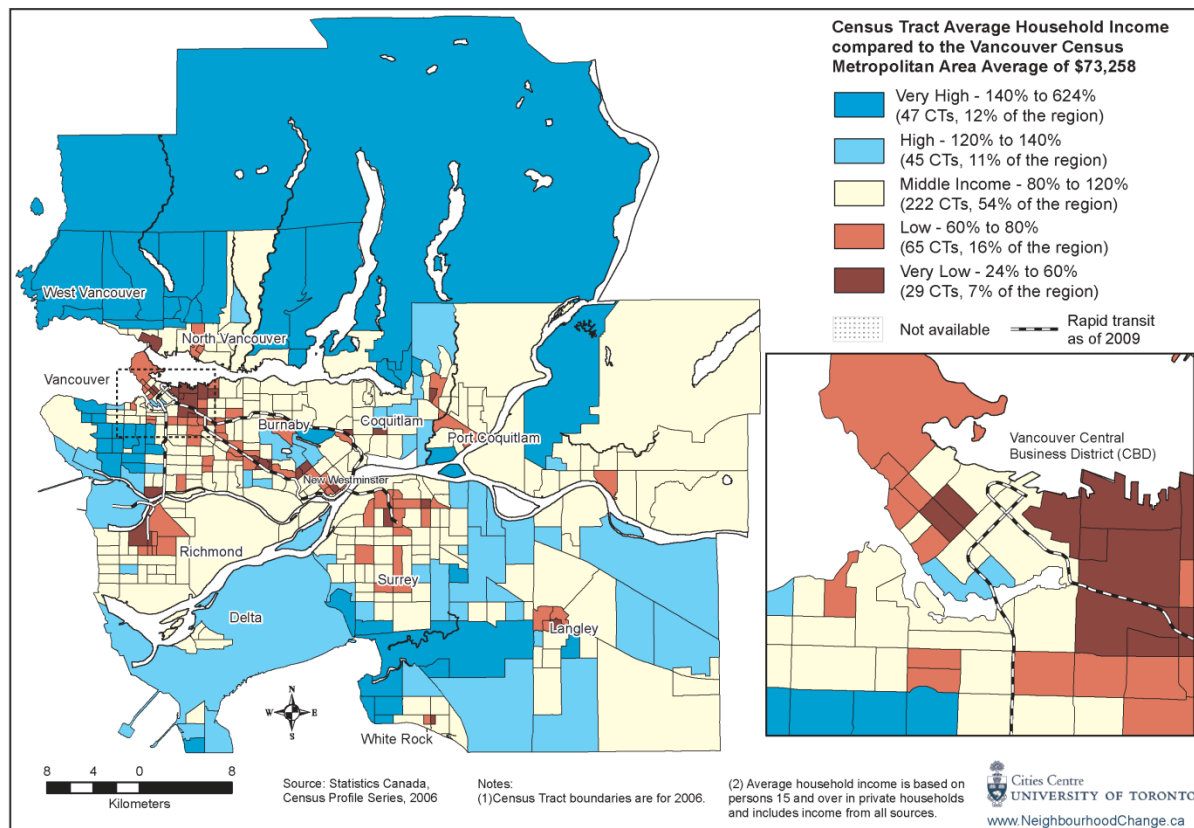 Census Tract Average Household Income
compared to the Vancouver Census
Metropolitan Area Average of $73,258
Very High - 140% to 624%
(47 CTs, 12% of the region)
High - 120% to 140%
(45 CTs, 11% of the region)
Middle Income - 80% to 120%
(222 CTs, 54% of the region)
Low - 60% to 80%
(65 CTs, 16% of the region)
Very Low - 24% to 60%
(29 CTs, 7% of the region)
Not available
Rapid transit
as of 2009
West Vancouver
North Vancouver
Vancouver
Burnaby
Coquitlam
Port Coquitlam
New Westminster
Richmond
Surrey
Delta
Langley
White Rock
Vancouver Central
Business District (CBD)
N
W E
S
8 4 0 8
Kilometers
Source: Statistics Canada,
Census Profile Series, 2006
Notes:
(1)Census Tract boundaries are for 2006.
(2) Average household income is based on
persons 15 and over in private households
and includes income from all sources.
Cities Centre
UNIVERSITY OF TORONTO
www.NeighbourhoodChange.ca